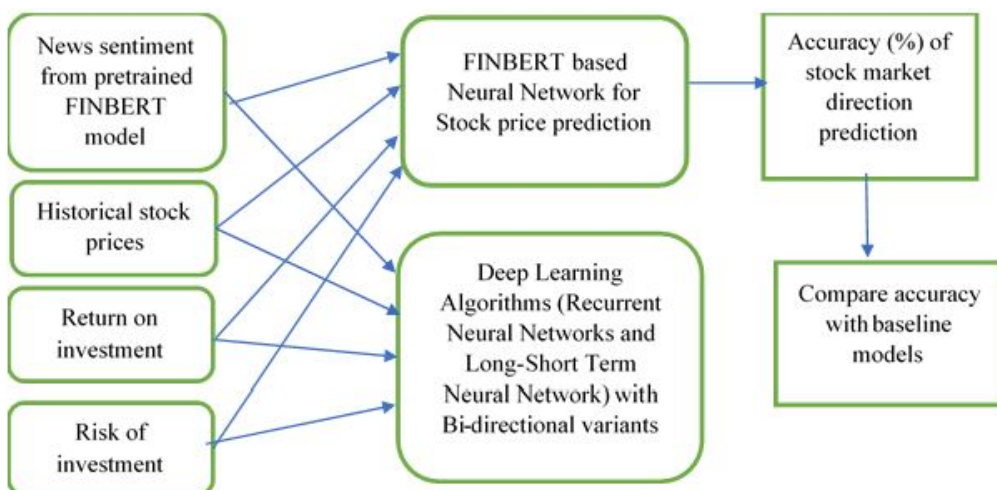 News sentiment
from pretrained
FINBERT
model
Historical stock
prices
Return on
investment
Risk of
investment
FINBERT based
Neural Network for
Stock price prediction
Deep Learning
Algorithms (Recurrent
Neural Networks and
Long-Short Term
Neural Network) with
Bi-directional variants
Accuracy (%) of
stock market
direction
prediction
Compare accuracy
with baseline
models